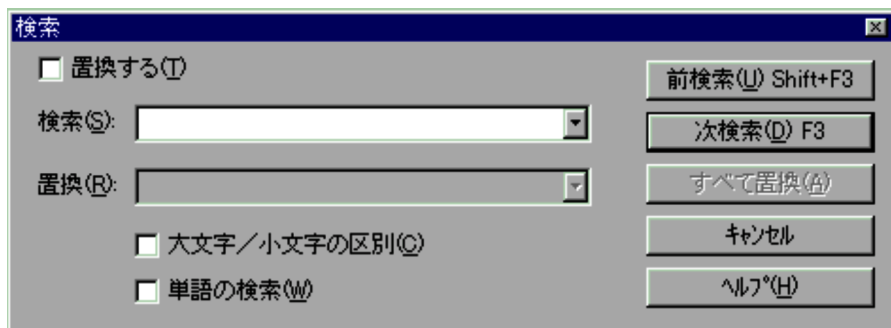 検索
置換する(T)
検索(S):
置換(R):
大文字／小文字の区別(C)
単語の検索(W)
前検索(U) Shift+F3
次検索(D) F3
すべて置換(A)
ｷｬﾝｾﾙ
ﾍﾙﾌﾟ(H)